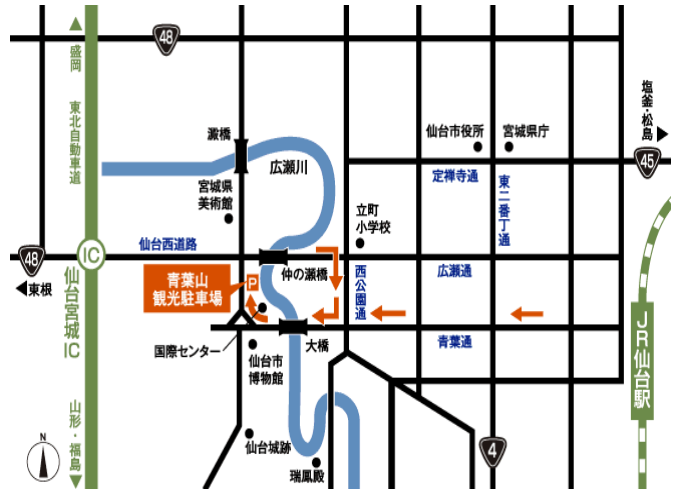 48
盛岡
東北自動車道
澱橋
広瀬川
宮城県
美術館
仙台市役所
宮城県庁
塩釜・松島
45
定禅寺通
東二番丁通
立町
小学校
仙台西道路
48
東根
IC
仙台宮城IC
青葉山
観光駐車場
P
仲の瀬橋
西公園通
広瀬通
国際センター
大橋
青葉通
仙台市
博物館
JR仙台駅
山形・福島
N
仙台城跡
瑞鳳殿
4